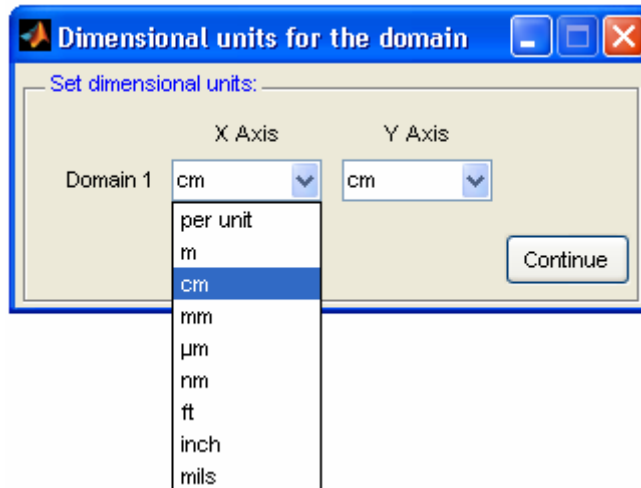 Dimensional units for the domain
Set dimensional units:
X Axis Y Axis
Domain 1 cm cm
per unit
m
cm
Continue
mm
µm
nm
ft
inch
mils